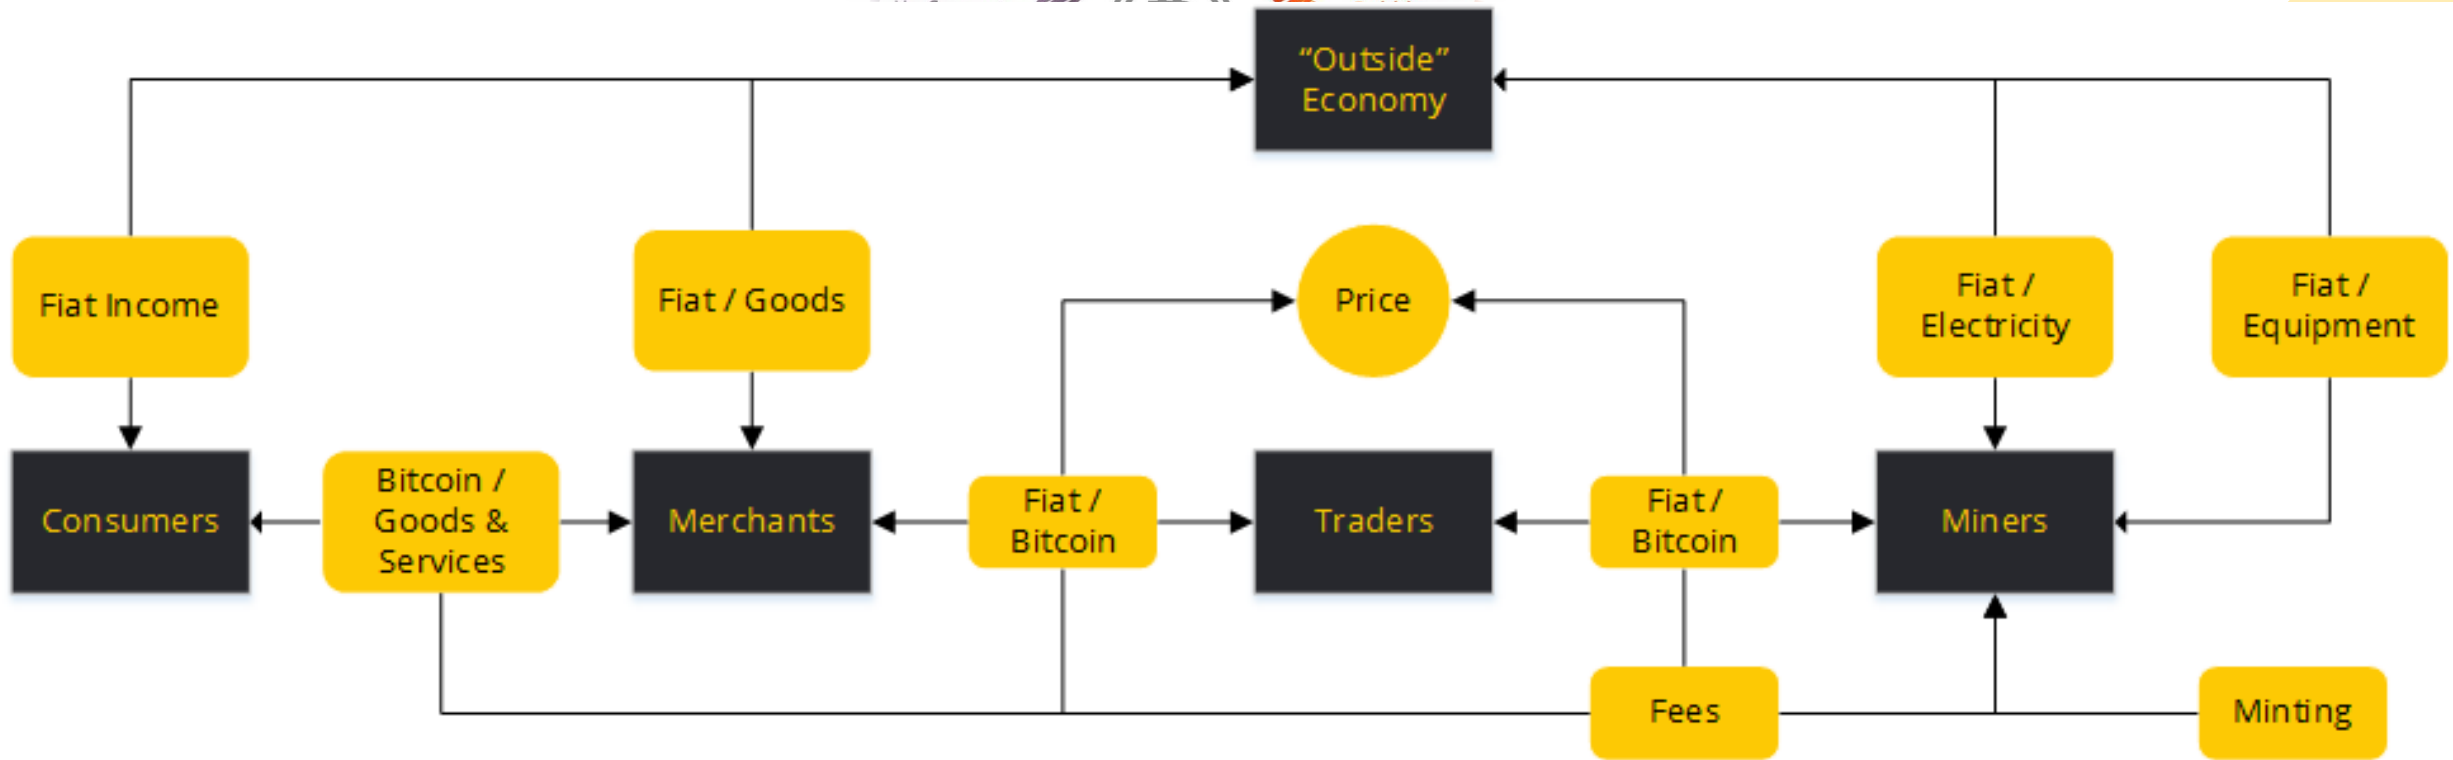 “Outside”
Economy
Fiat Income
Fiat / Goods
Price
Fiat /
Electricity
Fiat /
Equipment
Consumers
Bitcoin /
Goods &
Services
Merchants
Fiat /
Bitcoin
Traders
Fiat /
Bitcoin
Miners
Fees
Minting